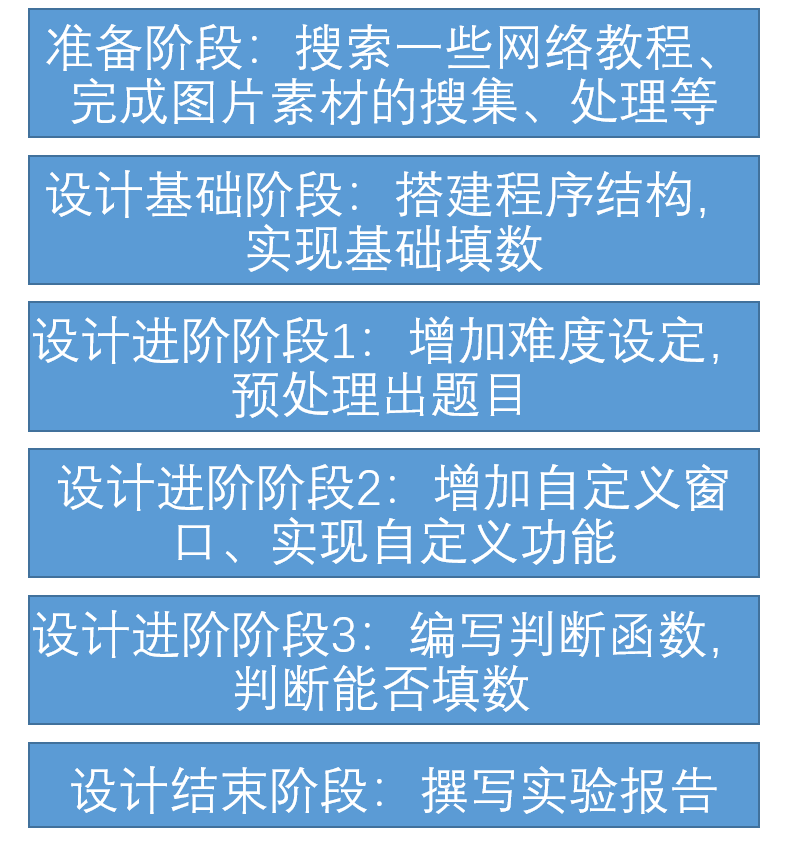 准备阶段：搜索一些网络教程、
完成图片素材的搜集、处理等
设计基础阶段：搭建程序结构,
实现基础填数
设计进阶阶段1：增加难度设定,
预处理出题目
设计进阶阶段2：增加自定义窗
口、实现自定义功能
设计进阶阶段3：编写判断函数,
判断能否填数
设计结束阶段：撰写实验报告